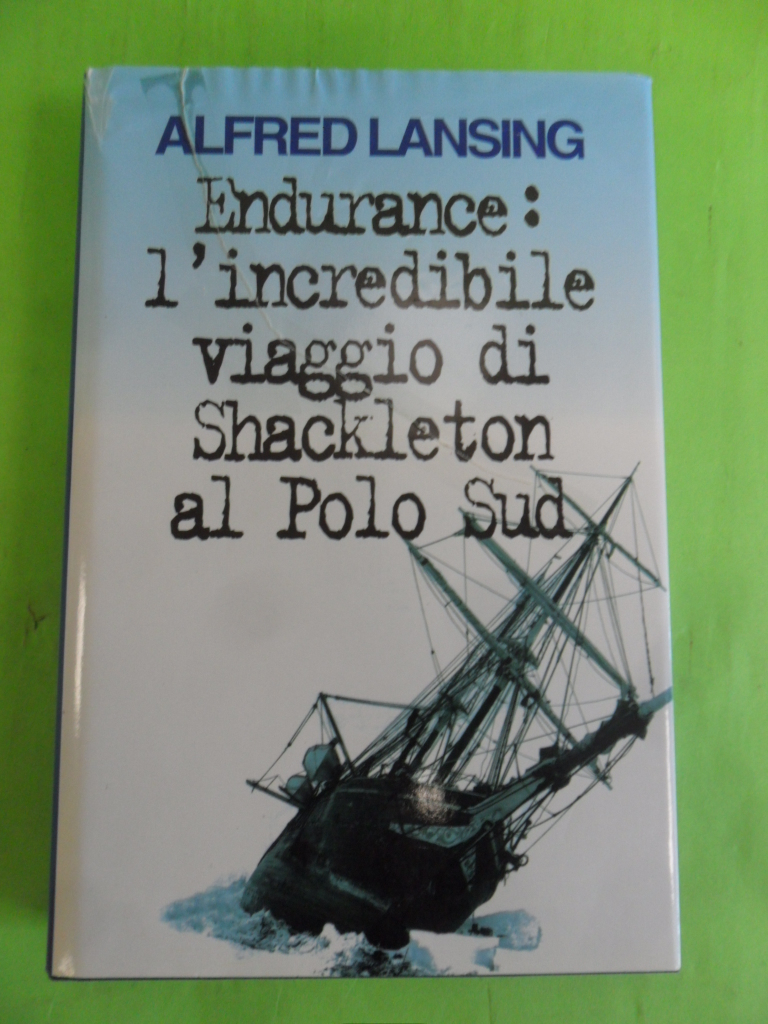 ALFRED LANSING
Endurance:
l'incredibile
viaggio di
Shackleton
al Polo Sud